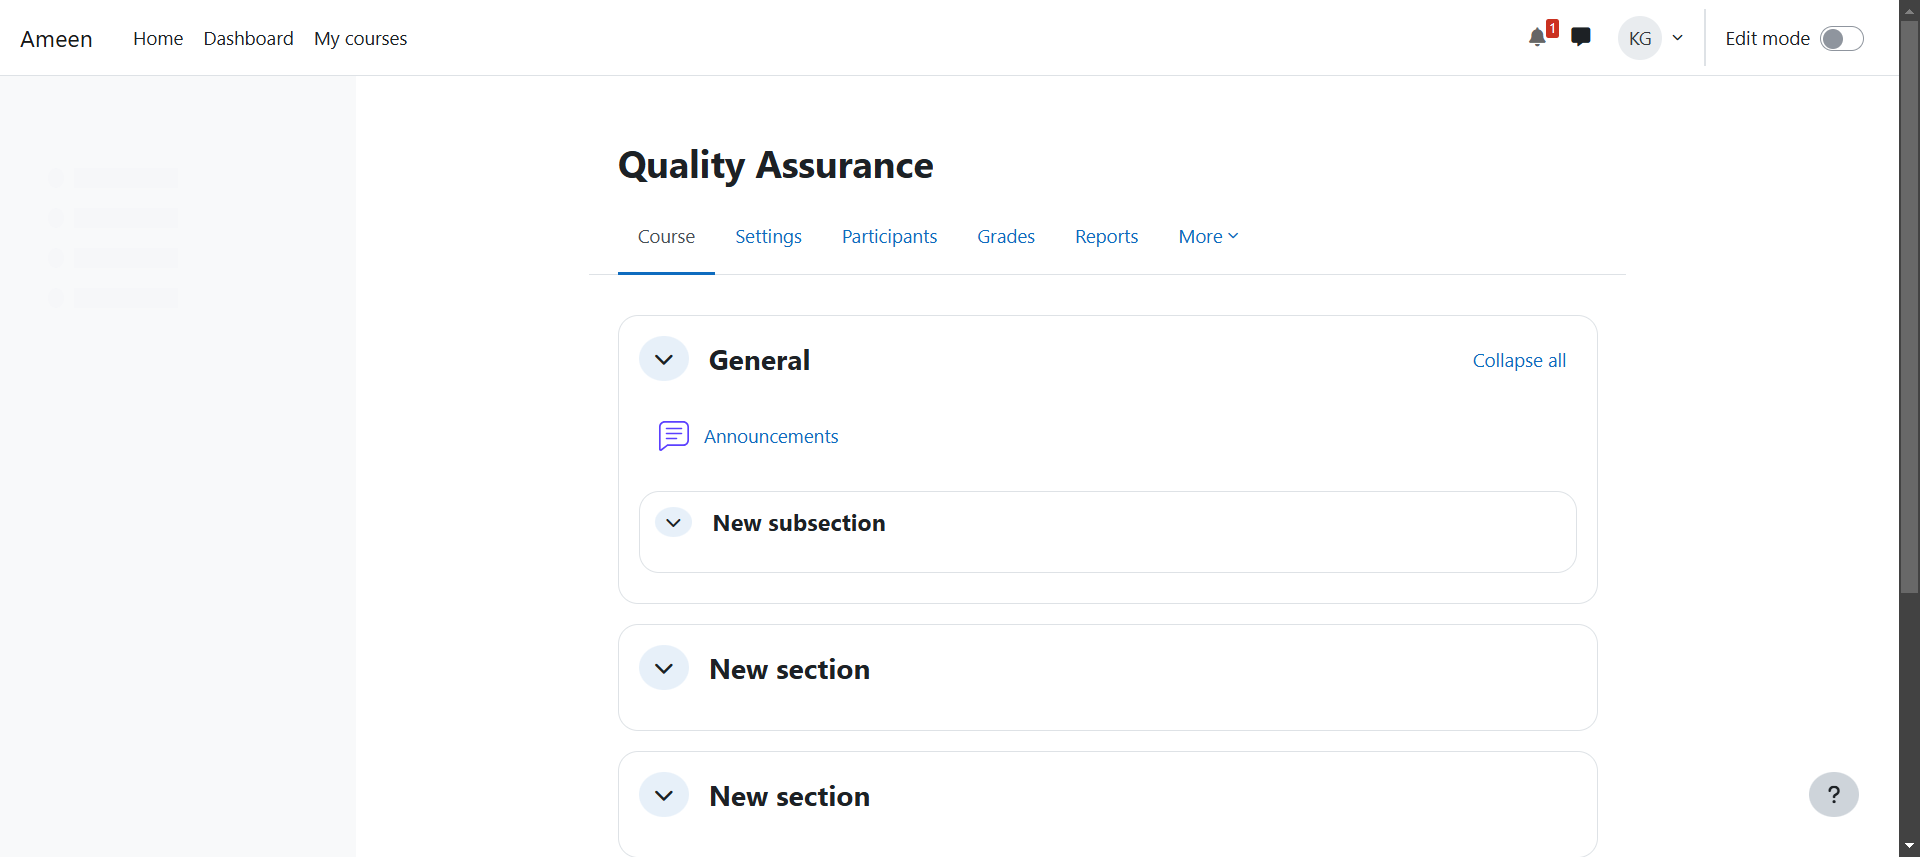 Ameen Home Dashboard My courses 1 KG Edit mode
Quality Assurance
Course Settings Participants Grades Reports More
General Collapse all
Announcements
New subsection
New section
New section
?